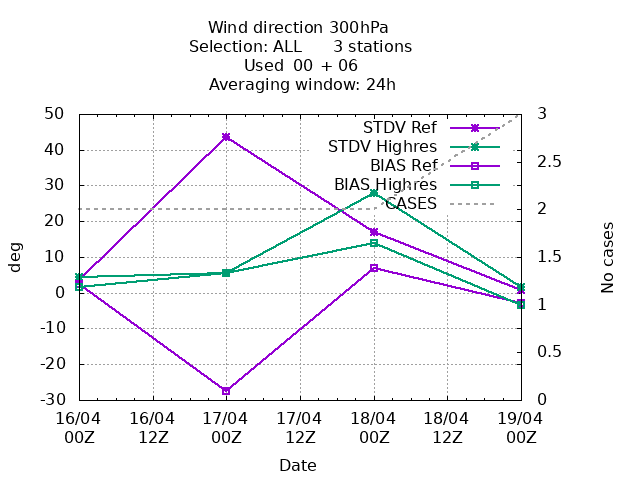 Wind direction 300hPa
Selection: ALL 3 stations
Used 00 + 06
Averaging window: 24h
STDV Ref
STDV Highres
BIAS Ref
BIAS Highres
CASES
50
40
30
20
10
0
-10
-20
-30
deg
3
2.5
2
1.5
1
0.5
0
No cases
16/04 16/04 17/04 17/04 18/04 18/04 19/04
00Z 12Z 00Z 12Z 00Z 12Z 00Z
Date